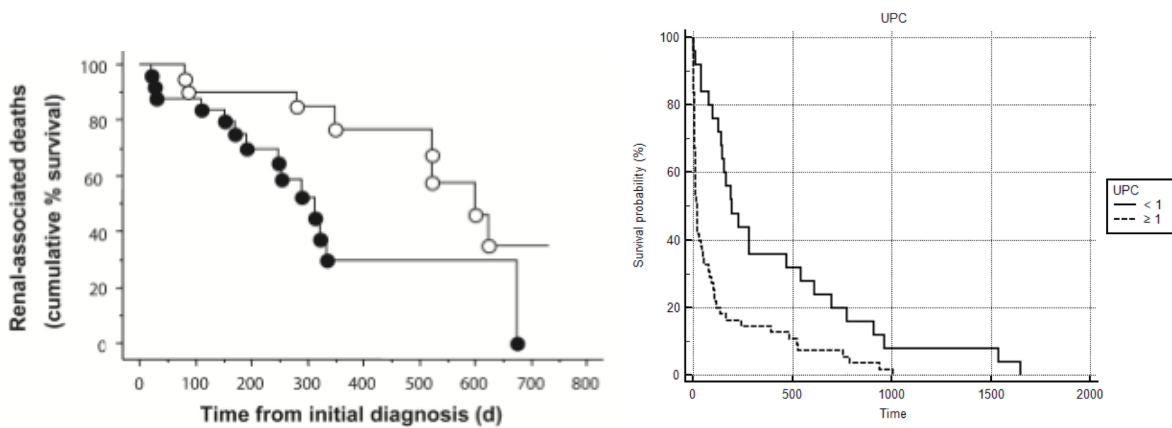 Renal-associated deaths
(cumulative % survival)
100
80
60
40
20
0
0 100 200 300 400 500 600 700 800
Time from initial diagnosis (d)
UPC
Survival probability (%)
100
80
60
40
20
0
0 500 1000 1500 2000
Time
UPC
< 1
≥ 1